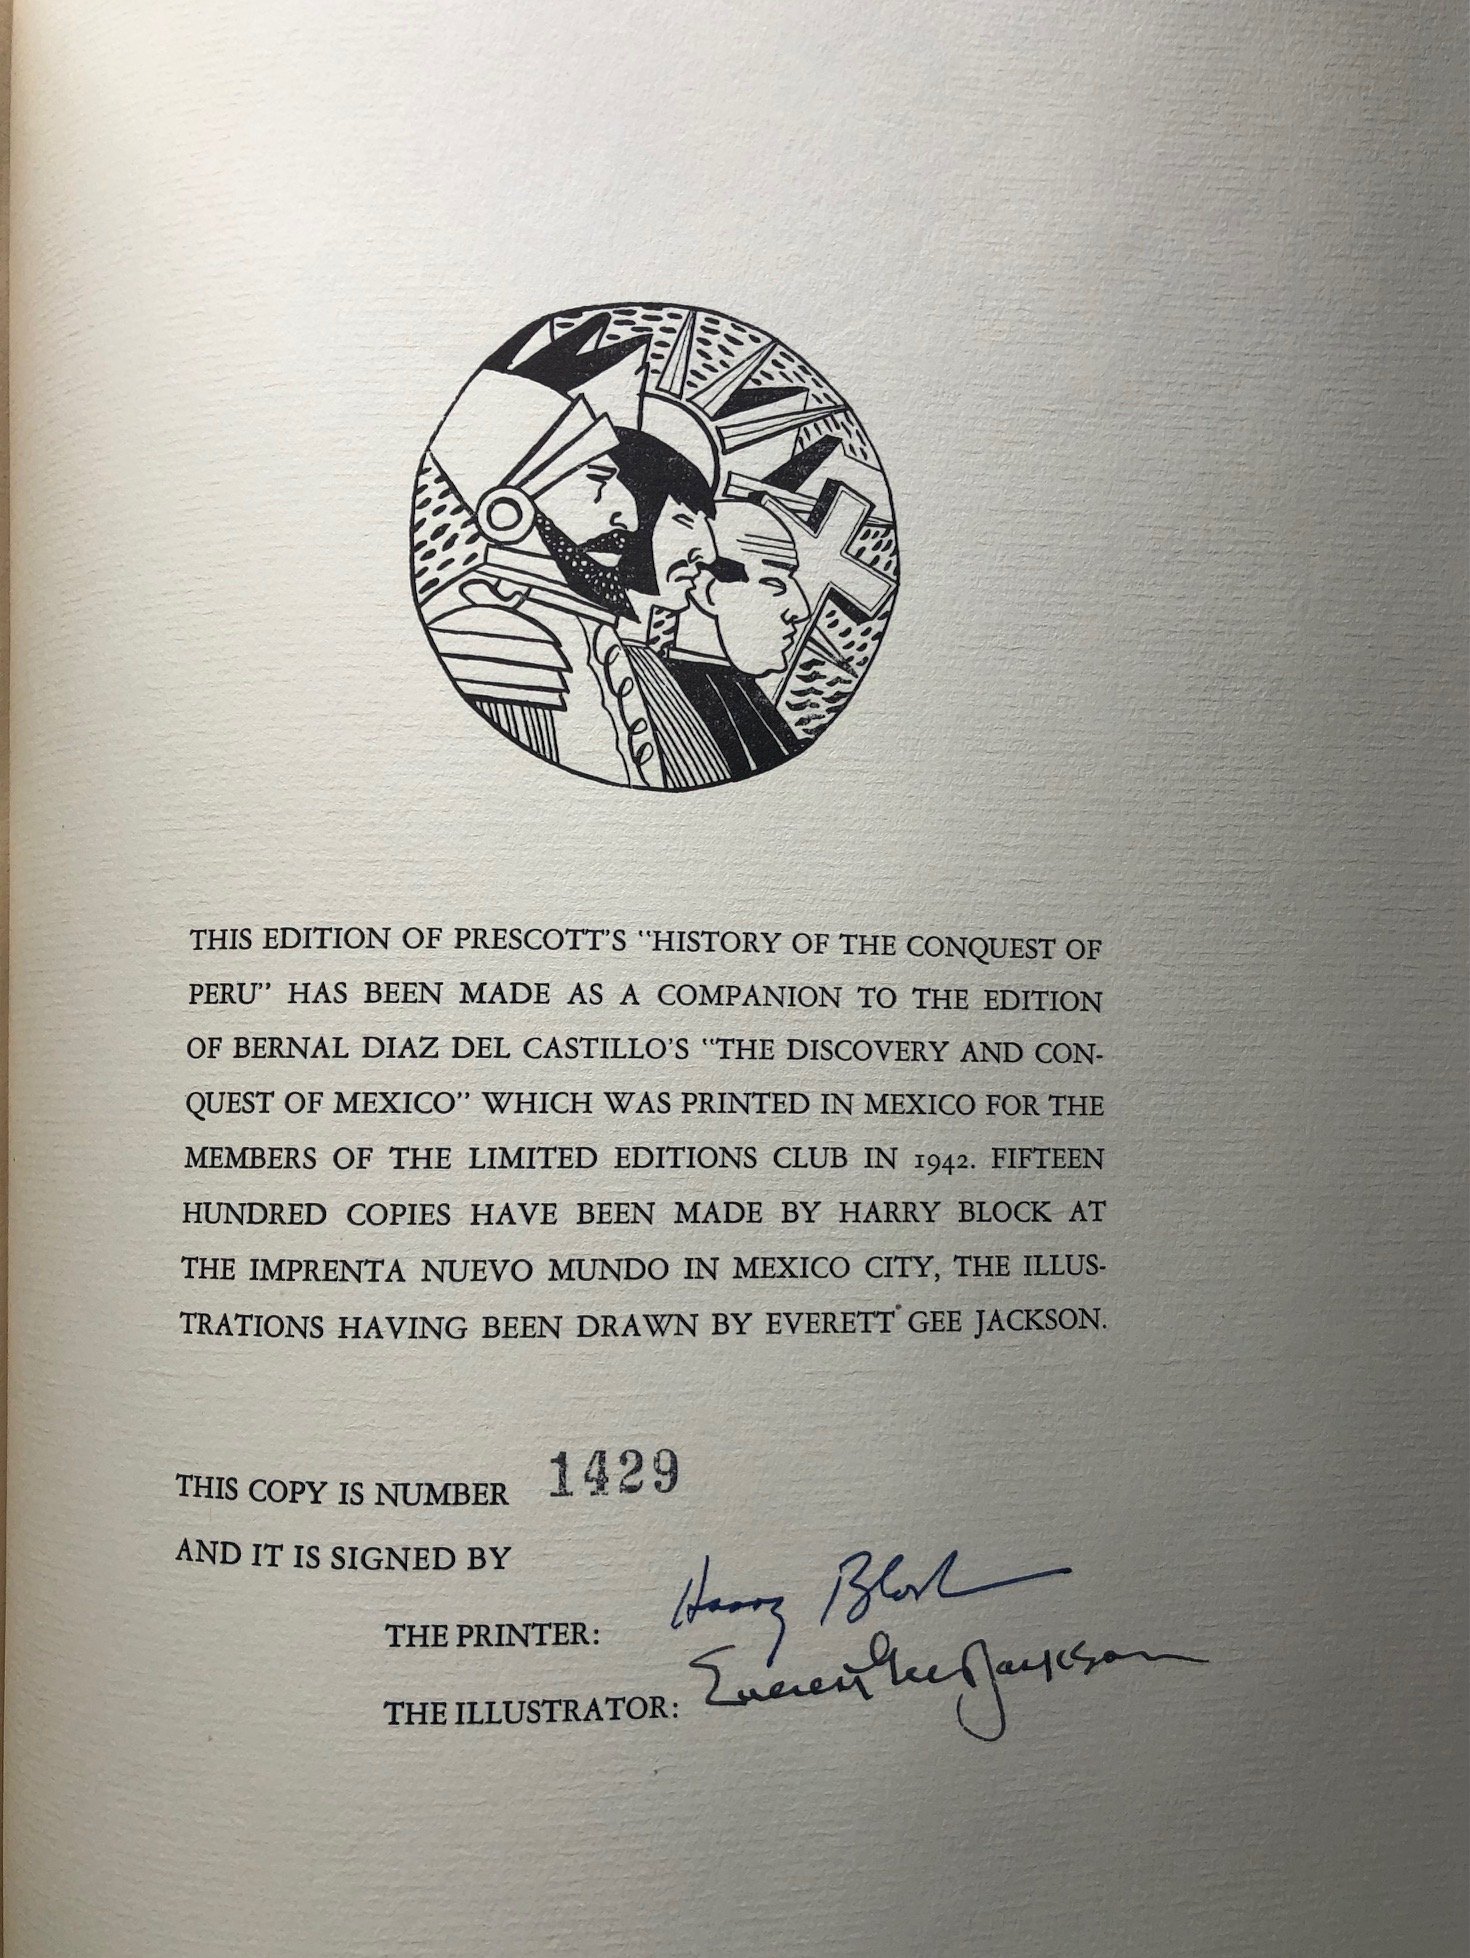 THIS EDITION OF PRESCOTT'S "HISTORY OF THE CONQUEST OF
PERU" HAS BEEN MADE AS A COMPANION TO THE EDITION
OF BERNAL DIAZ DEL CASTILLO'S "THE DISCOVERY AND CON-
QUEST OF MEXICO" WHICH WAS PRINTED IN MEXICO FOR THE
MEMBERS OF THE LIMITED EDITIONS CLUB IN 1942. FIFTEEN
HUNDRED COPIES HAVE BEEN MADE BY HARRY BLOCK AT
THE IMPRENTA NUEVO MUNDO IN MEXICO CITY, THE ILLUS-
TRATIONS HAVING BEEN DRAWN BY EVERETT GEE JACKSON.
THIS COPY IS NUMBER 1429
AND IT IS SIGNED BY
THE PRINTER: Harry Block
THE ILLUSTRATOR: Everett Gee Jackson